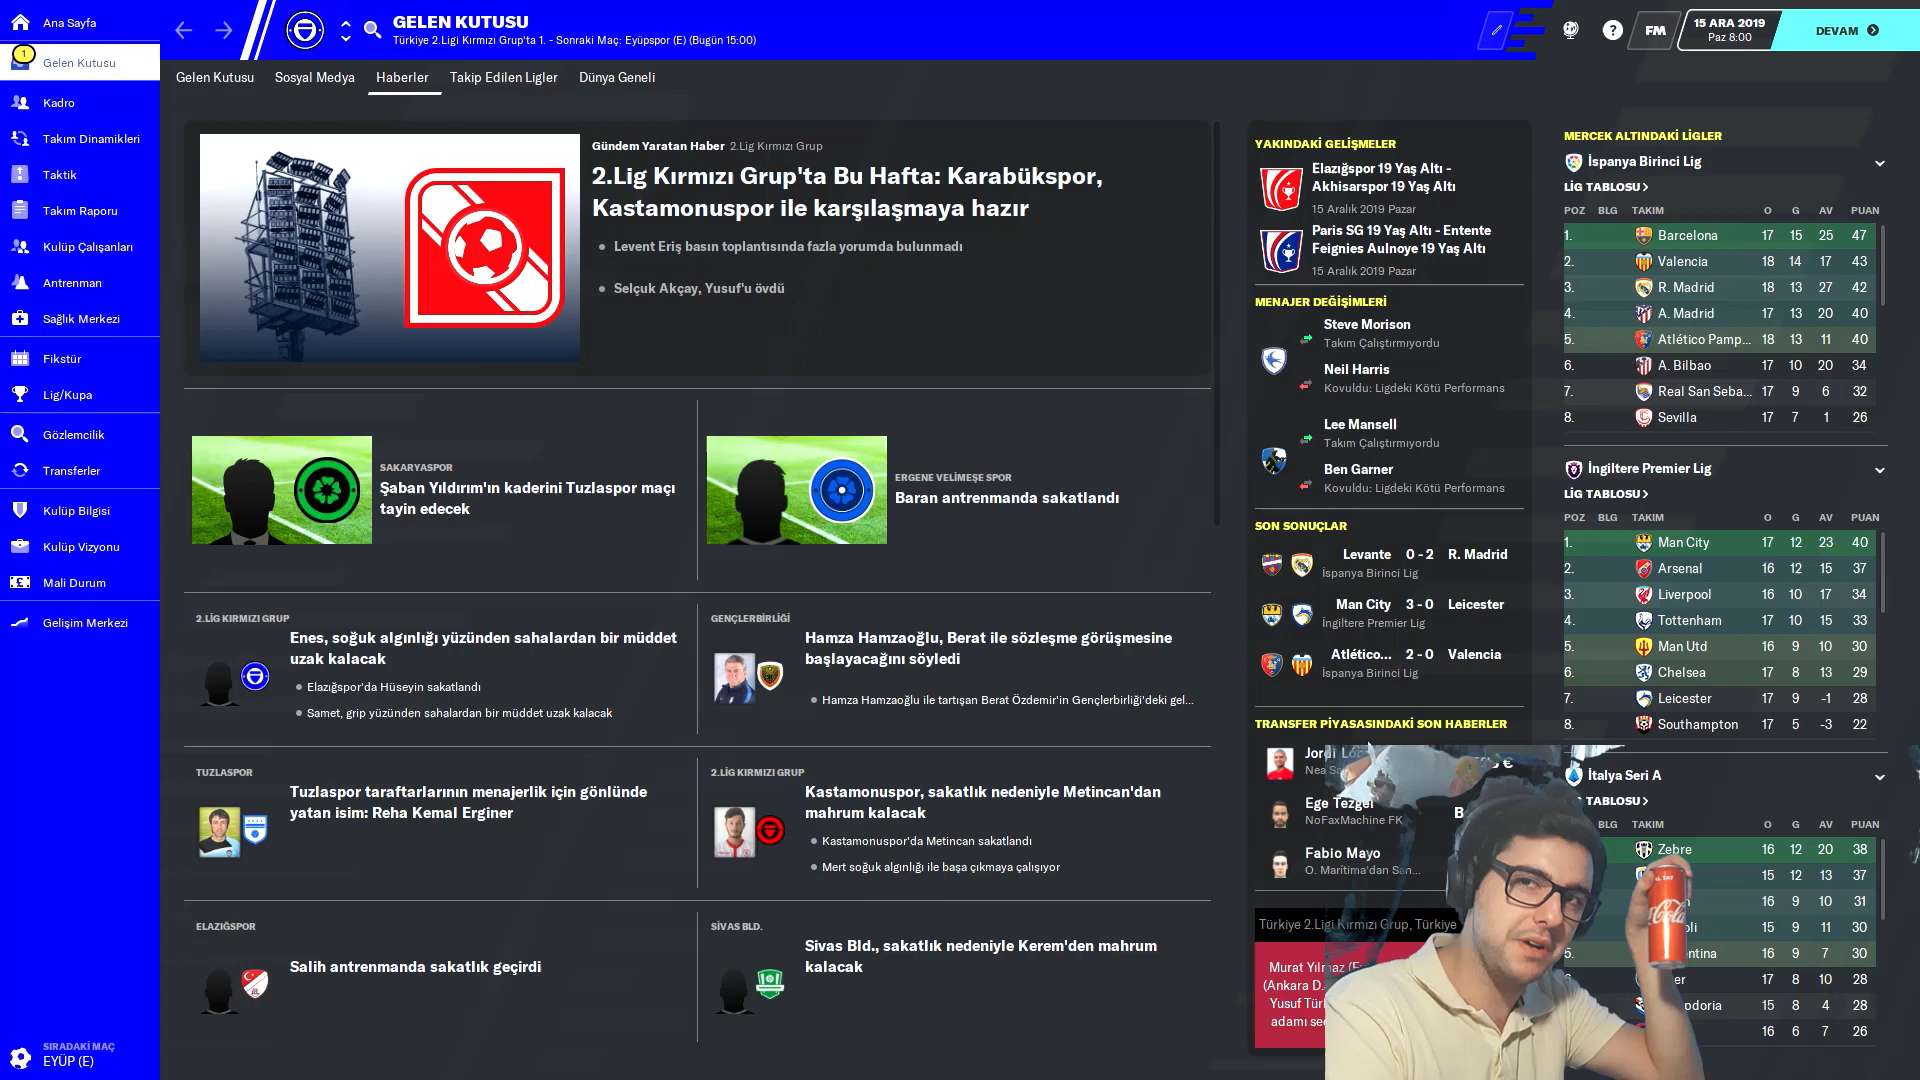 Ana Sayfa
1
Gelen Kutusu
Kadro
Takım Dinamikleri
Taktik
Takım Raporu
Kulüp Çalışanları
Antrenman
Sağlık Merkezi
Fikstür
Lig/Kupa
Gözlemcilik
Transferler
Kulüp Bilgisi
Kulüp Vizyonu
Mali Durum
Gelişim Merkezi
SIRADAKİ MAÇ
EYÜP (E)
GELEN KUTUSU
Türkiye 2.Ligi Kırmızı Grup'ta 1. - Sonraki Maç: Eyüpspor (E) (Bugün 15:00)
FM
15 ARA 2019
Paz 8:00
DEVAM
Gelen Kutusu Sosyal Medya Haberler Takip Edilen Ligler Dünya Geneli
Gündem Yaratan Haber 2.Lig Kırmızı Grup
2.Lig Kırmızı Grup'ta Bu Hafta: Karabükspor,
Kastamonuspor ile karşılaşmaya hazır
Levent Eriş basın toplantısında fazla yorumda bulunmadı
Selçuk Akçay, Yusuf'u övdü
SAKARYASPOR
Şaban Yıldırım'ın kaderini Tuzlaspor maçı
tayin edecek
ERGENE VELİMEŞE SPOR
Baran antrenmanda sakatlandı
2.LİG KIRMIZI GRUP
Enes, soğuk algınlığı yüzünden sahalardan bir müddet
uzak kalacak
Elazığspor'da Hüseyin sakatlandı
Samet, grip yüzünden sahalardan bir müddet uzak kalacak
GENÇLERBİRLİĞİ
Hamza Hamzaoğlu, Berat ile sözleşme görüşmesine
başlayacağını söyledi
Hamza Hamzaoğlu ile tartışan Berat Özdemir'in Gençlerbirliği'deki gel...
TUZLASPOR
Tuzlaspor taraftarlarının menajerlik için gönlünde
yatan isim: Reha Kemal Erginer
2.LİG KIRMIZI GRUP
Kastamonuspor, sakatlık nedeniyle Metincan'dan
mahrum kalacak
Kastamonuspor'da Metincan sakatlandı
Mert soğuk algınlığı ile başa çıkmaya çalışıyor
ELAZIĞSPOR
Salih antrenmanda sakatlık geçirdi
SİVAS BLD.
Sivas Bld., sakatlık nedeniyle Kerem'den mahrum
kalacak
YAKINDAKİ GELİŞMELER
Elazığspor 19 Yaş Altı -
Akhisarspor 19 Yaş Altı
15 Aralık 2019 Pazar
Paris SG 19 Yaş Altı - Entente
Feignies Aulnoye 19 Yaş Altı
15 Aralık 2019 Pazar
MENAJER DEĞİŞİMLERİ
Steve Morison
Takım Çalıştırmıyordu
Neil Harris
Kovuldu: Ligdeki Kötü Performans
Lee Mansell
Takım Çalıştırmıyordu
Ben Garner
Kovuldu: Ligdeki Kötü Performans
SON SONUÇLAR
Levante 0 - 2 R. Madrid
İspanya Birinci Lig
Man City 3 - 0 Leicester
İngiltere Premier Lig
Atlético... 2 - 0 Valencia
İspanya Birinci Lig
TRANSFER PİYASASINDAKİ SON HABERLER
Jordi
Nea
€
Ege Tezgel
NoFaxMachine FK
B
Fabio Mayo
O. Marítima'dan San...
Türkiye 2.Ligi Kırmızı Grup, Türkiye
Murat Yılmaz
(Ankara D.
Yusuf
adamı
MERCEK ALTINDAKİ LİGLER
İspanya Birinci Lig
LİG TABLOSU
POZ BLG TAKIM O G AV PUAN
1. Barcelona 17 15 25 47
2. Valencia 18 14 17 43
3. R. Madrid 18 13 27 42
4. A. Madrid 17 13 20 40
5. Atlético Pamp... 18 13 11 40
6. A. Bilbao 17 10 20 34
7. Real San Seba... 17 9 6 32
8. Sevilla 17 7 1 26
İngiltere Premier Lig
LİG TABLOSU
POZ BLG TAKIM O G AV PUAN
1. Man City 17 12 23 40
2. Arsenal 16 12 15 37
3. Liverpool 16 10 17 34
4. Tottenham 17 10 15 33
5. Man Utd 16 9 10 30
6. Chelsea 17 8 13 29
7. Leicester 17 9 -1 28
8. Southampton 17 5 -3 22
İtalya Seri A
TABLOSU
BLG TAKIM O G AV PUAN
Zebre 16 12 20 38
15 12 13 37
16 9 10 31
15 9 11 30
5. 16 9 7 30
17 8 10 28
15 8 4 28
16 6 7 26